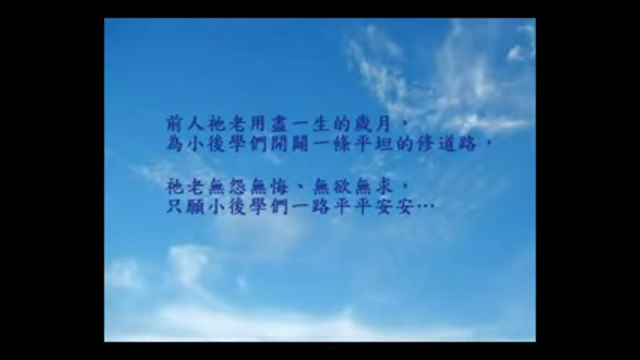 前人祂老用盡一生的歲月，
為小後學們開闢一條平坦的修道路，
祂老無怨無悔、無欲無求，
只願小後學們一路平平安安…